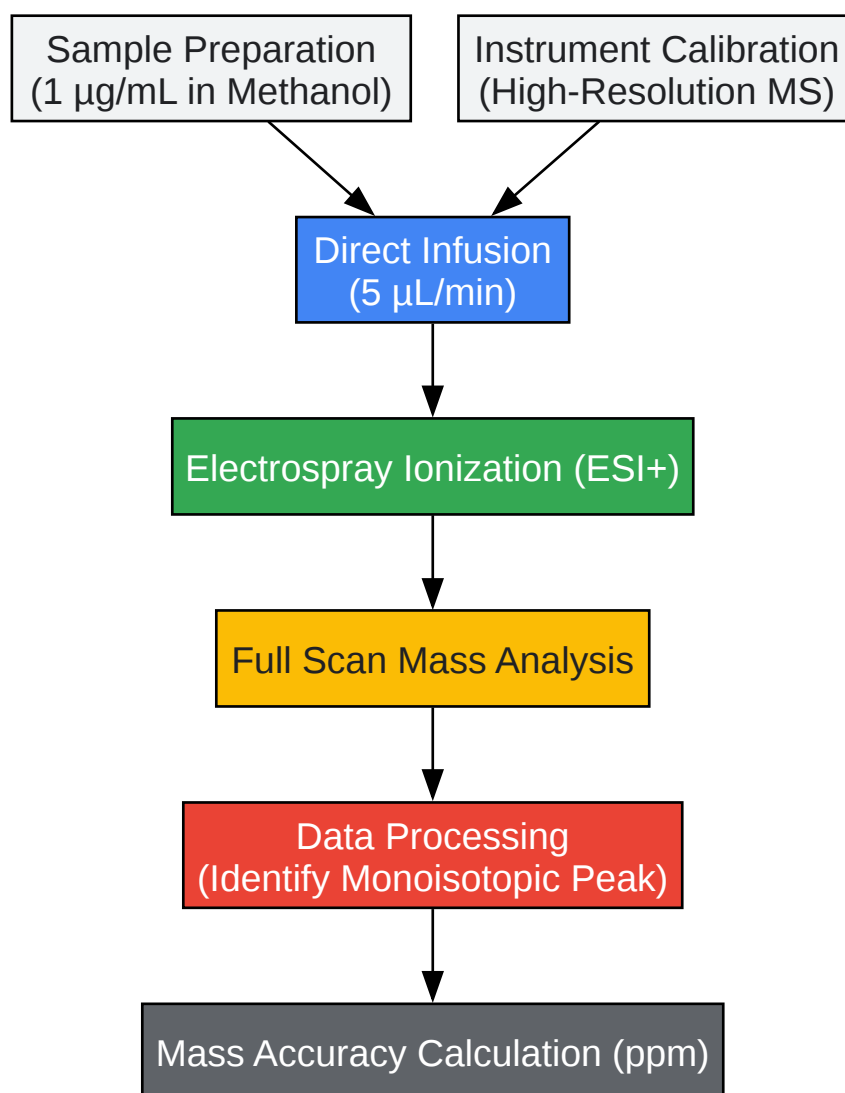 Sample Preparation
(1 µg/mL in Methanol)
Instrument Calibration
(High-Resolution MS)
Direct Infusion
(5 µL/min)
Electrospray Ionization (ESI+)
Full Scan Mass Analysis
Data Processing
(Identify Monoisotopic Peak)
Mass Accuracy Calculation (ppm)